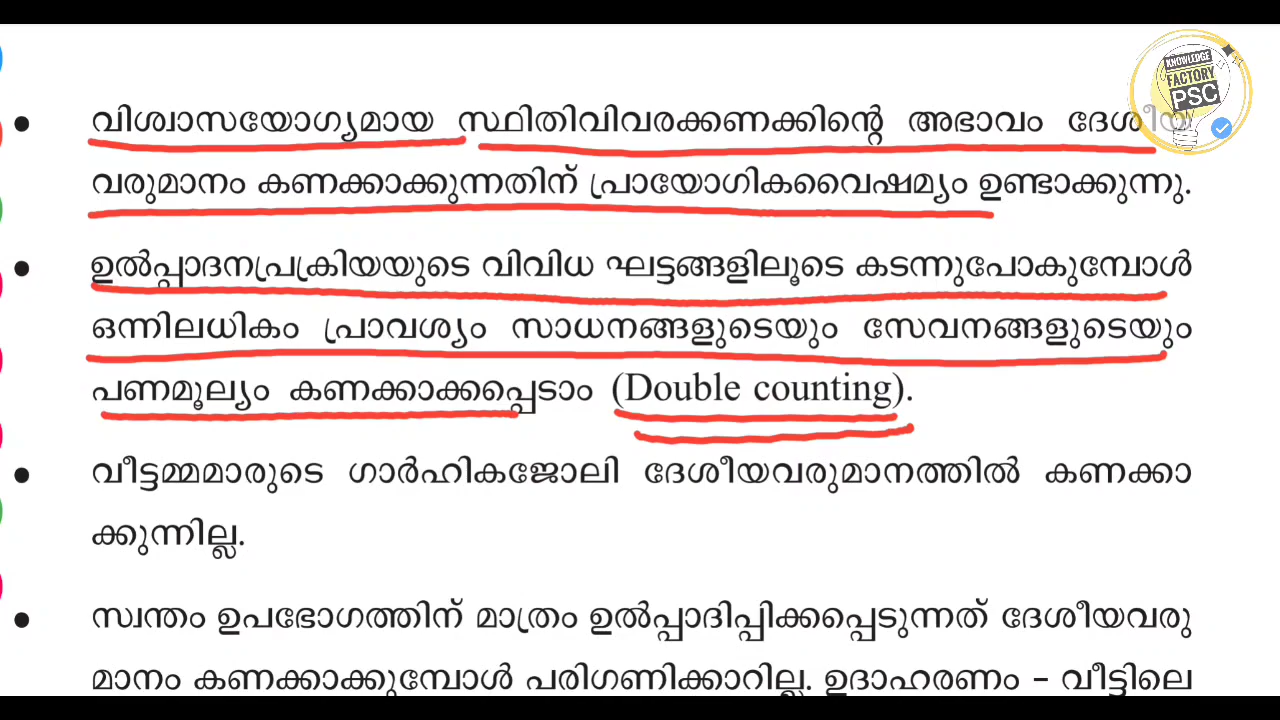 KNOWLEDGE
FACTORY
PSC
• വിശ്വാസയോഗ്യമായ സ്ഥിതിവിവരക്കണക്കിന്റെ അഭാവം ദേശീയ
വരുമാനം കണക്കാക്കുന്നതിന് പ്രായോഗികവൈഷമ്യം ഉണ്ടാക്കുന്നു.
• ഉൽപ്പാദനപ്രക്രിയയുടെ വിവിധ ഘട്ടങ്ങളിലൂടെ കടന്നുപോകുമ്പോൾ
ഒന്നിലധികം പ്രാവശ്യം സാധനങ്ങളുടെയും സേവനങ്ങളുടെയും
പണമൂല്യം കണക്കാക്കപ്പെടാം (Double counting).
• വീട്ടമ്മമാരുടെ ഗാർഹികജോലി ദേശീയവരുമാനത്തിൽ കണക്കാ
ക്കുന്നില്ല.
• സ്വന്തം ഉപഭോഗത്തിന് മാത്രം ഉൽപ്പാദിപ്പിക്കപ്പെടുന്നത് ദേശീയവരു
മാനം കണക്കാക്കുമ്പോൾ പരിഗണിക്കാറില്ല. ഉദാഹരണം – വീട്ടിലെ